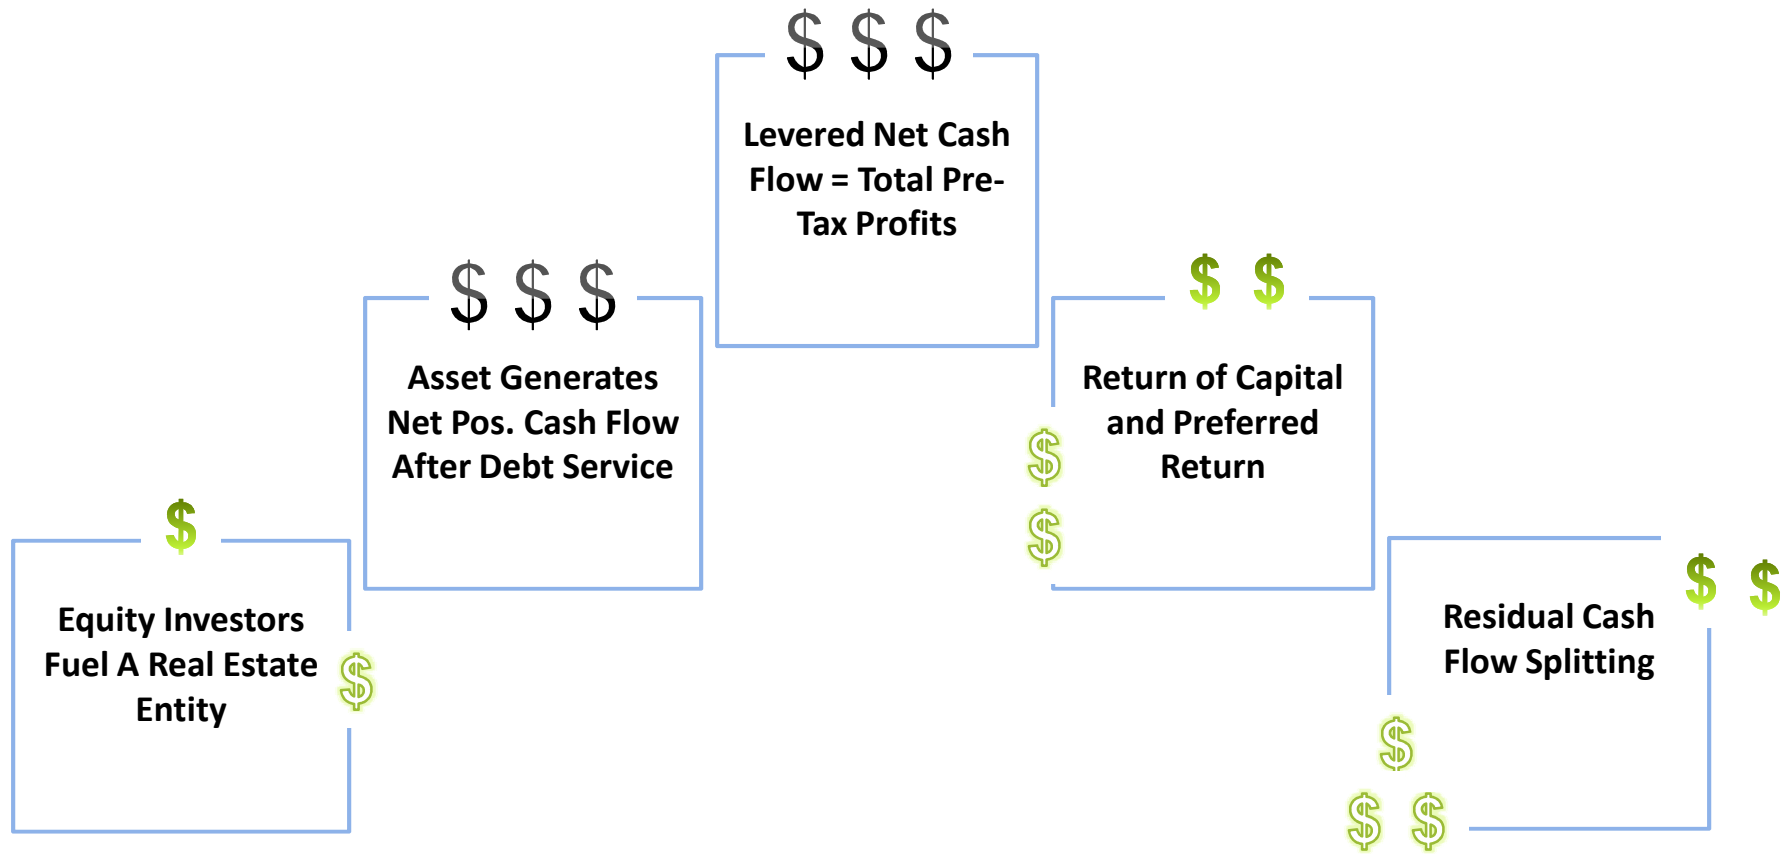 $ $ $
Levered Net Cash
Flow = Total Pre-
Tax Profits
$ $ $
Asset Generates
Net Pos. Cash Flow
After Debt Service
$ $
Return of Capital
and Preferred
Return
$
$
$
Equity Investors
Fuel A Real Estate
Entity
$
$ $
Residual Cash
Flow Splitting
$
$ $